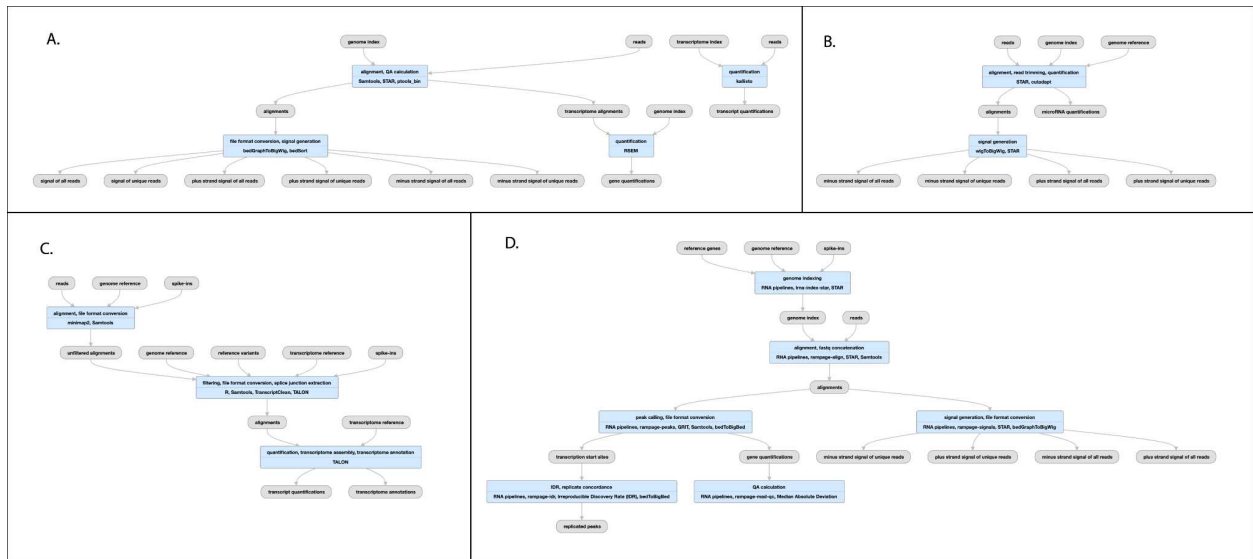 A.
genome index
reads
transcriptome index
reads
alignment, QA calculation
Samtools, STAR, ptools_bin
quantification
kallisto
alignments
transcriptome alignments
genome index
transcript quantifications
file format conversion, signal generation
bedGraphToBigWig, bedSort
quantification
RSEM
signal of all reads
signal of unique reads
plus strand signal of all reads
plus strand signal of unique reads
minus strand signal of all reads
minus strand signal of unique reads
gene quantifications
B.
reads
genome index
genome reference
alignment, read trimming, quantification
STAR, cutadapt
alignments
microRNA quantifications
signal generation
wigToBigWig, STAR
minus strand signal of all reads
minus strand signal of unique reads
plus strand signal of all reads
plus strand signal of unique reads
C.
reads
genome reference
spike-ins
alignment, file format conversion
minimap2, Samtools
unfiltered alignments
genome reference
reference variants
transcriptome reference
spike-ins
filtering, file format conversion, splice junction extraction
R, Samtools, TranscriptClean, TALON
alignments
transcriptome reference
quantification, transcriptome assembly, transcriptome annotation
TALON
transcript quantifications
transcriptome annotations
D.
reference genes
genome reference
spike-ins
genome indexing
RNA pipelines, lrna-index-star, STAR
genome index
reads
alignment, fastq concatenation
RNA pipelines, rampage-align, STAR, Samtools
alignments
peak calling, file format conversion
RNA pipelines, rampage-peaks, GRIT, Samtools, bedToBigBed
signal generation, file format conversion
RNA pipelines, rampage-signals, STAR, bedGraphToBigWig
transcription start sites
gene quantifications
minus strand signal of unique reads
plus strand signal of unique reads
minus strand signal of all reads
plus strand signal of all reads
IDR, replicate concordance
RNA pipelines, rampage-idr, Irreproducible Discovery Rate (IDR), bedToBigBed
QA calculation
RNA pipelines, rampage-mad-qc, Median Absolute Deviation
replicated peaks